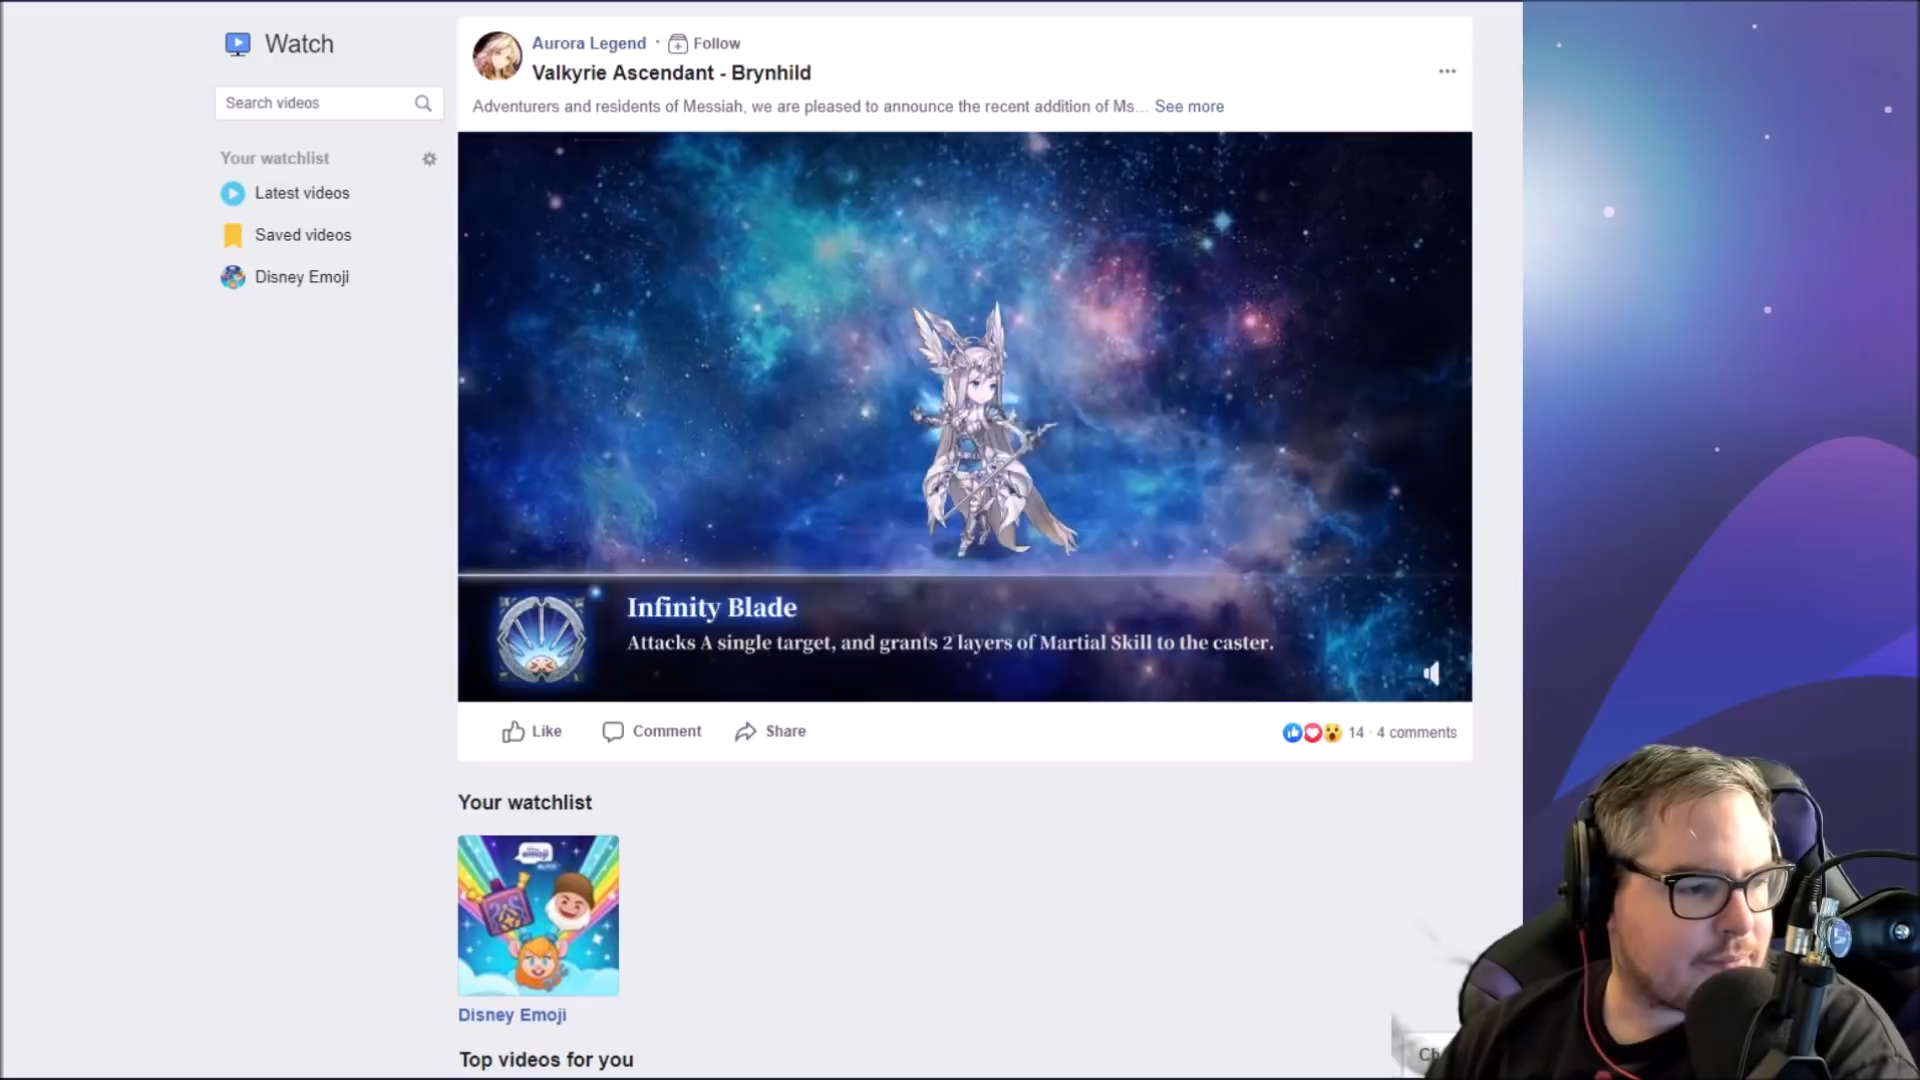 Watch
Search videos
Your watchlist
Latest videos
Saved videos
Disney Emoji
Aurora Legend · Follow
Valkyrie Ascendant - Brynhild
Adventurers and residents of Messiah, we are pleased to announce the recent addition of Ms... See more
Infinity Blade
Attacks A single target, and grants 2 layers of Martial Skill to the caster.
Like
Comment
Share
14 · 4 comments
Your watchlist
emoji
Disney Emoji
Top videos for you